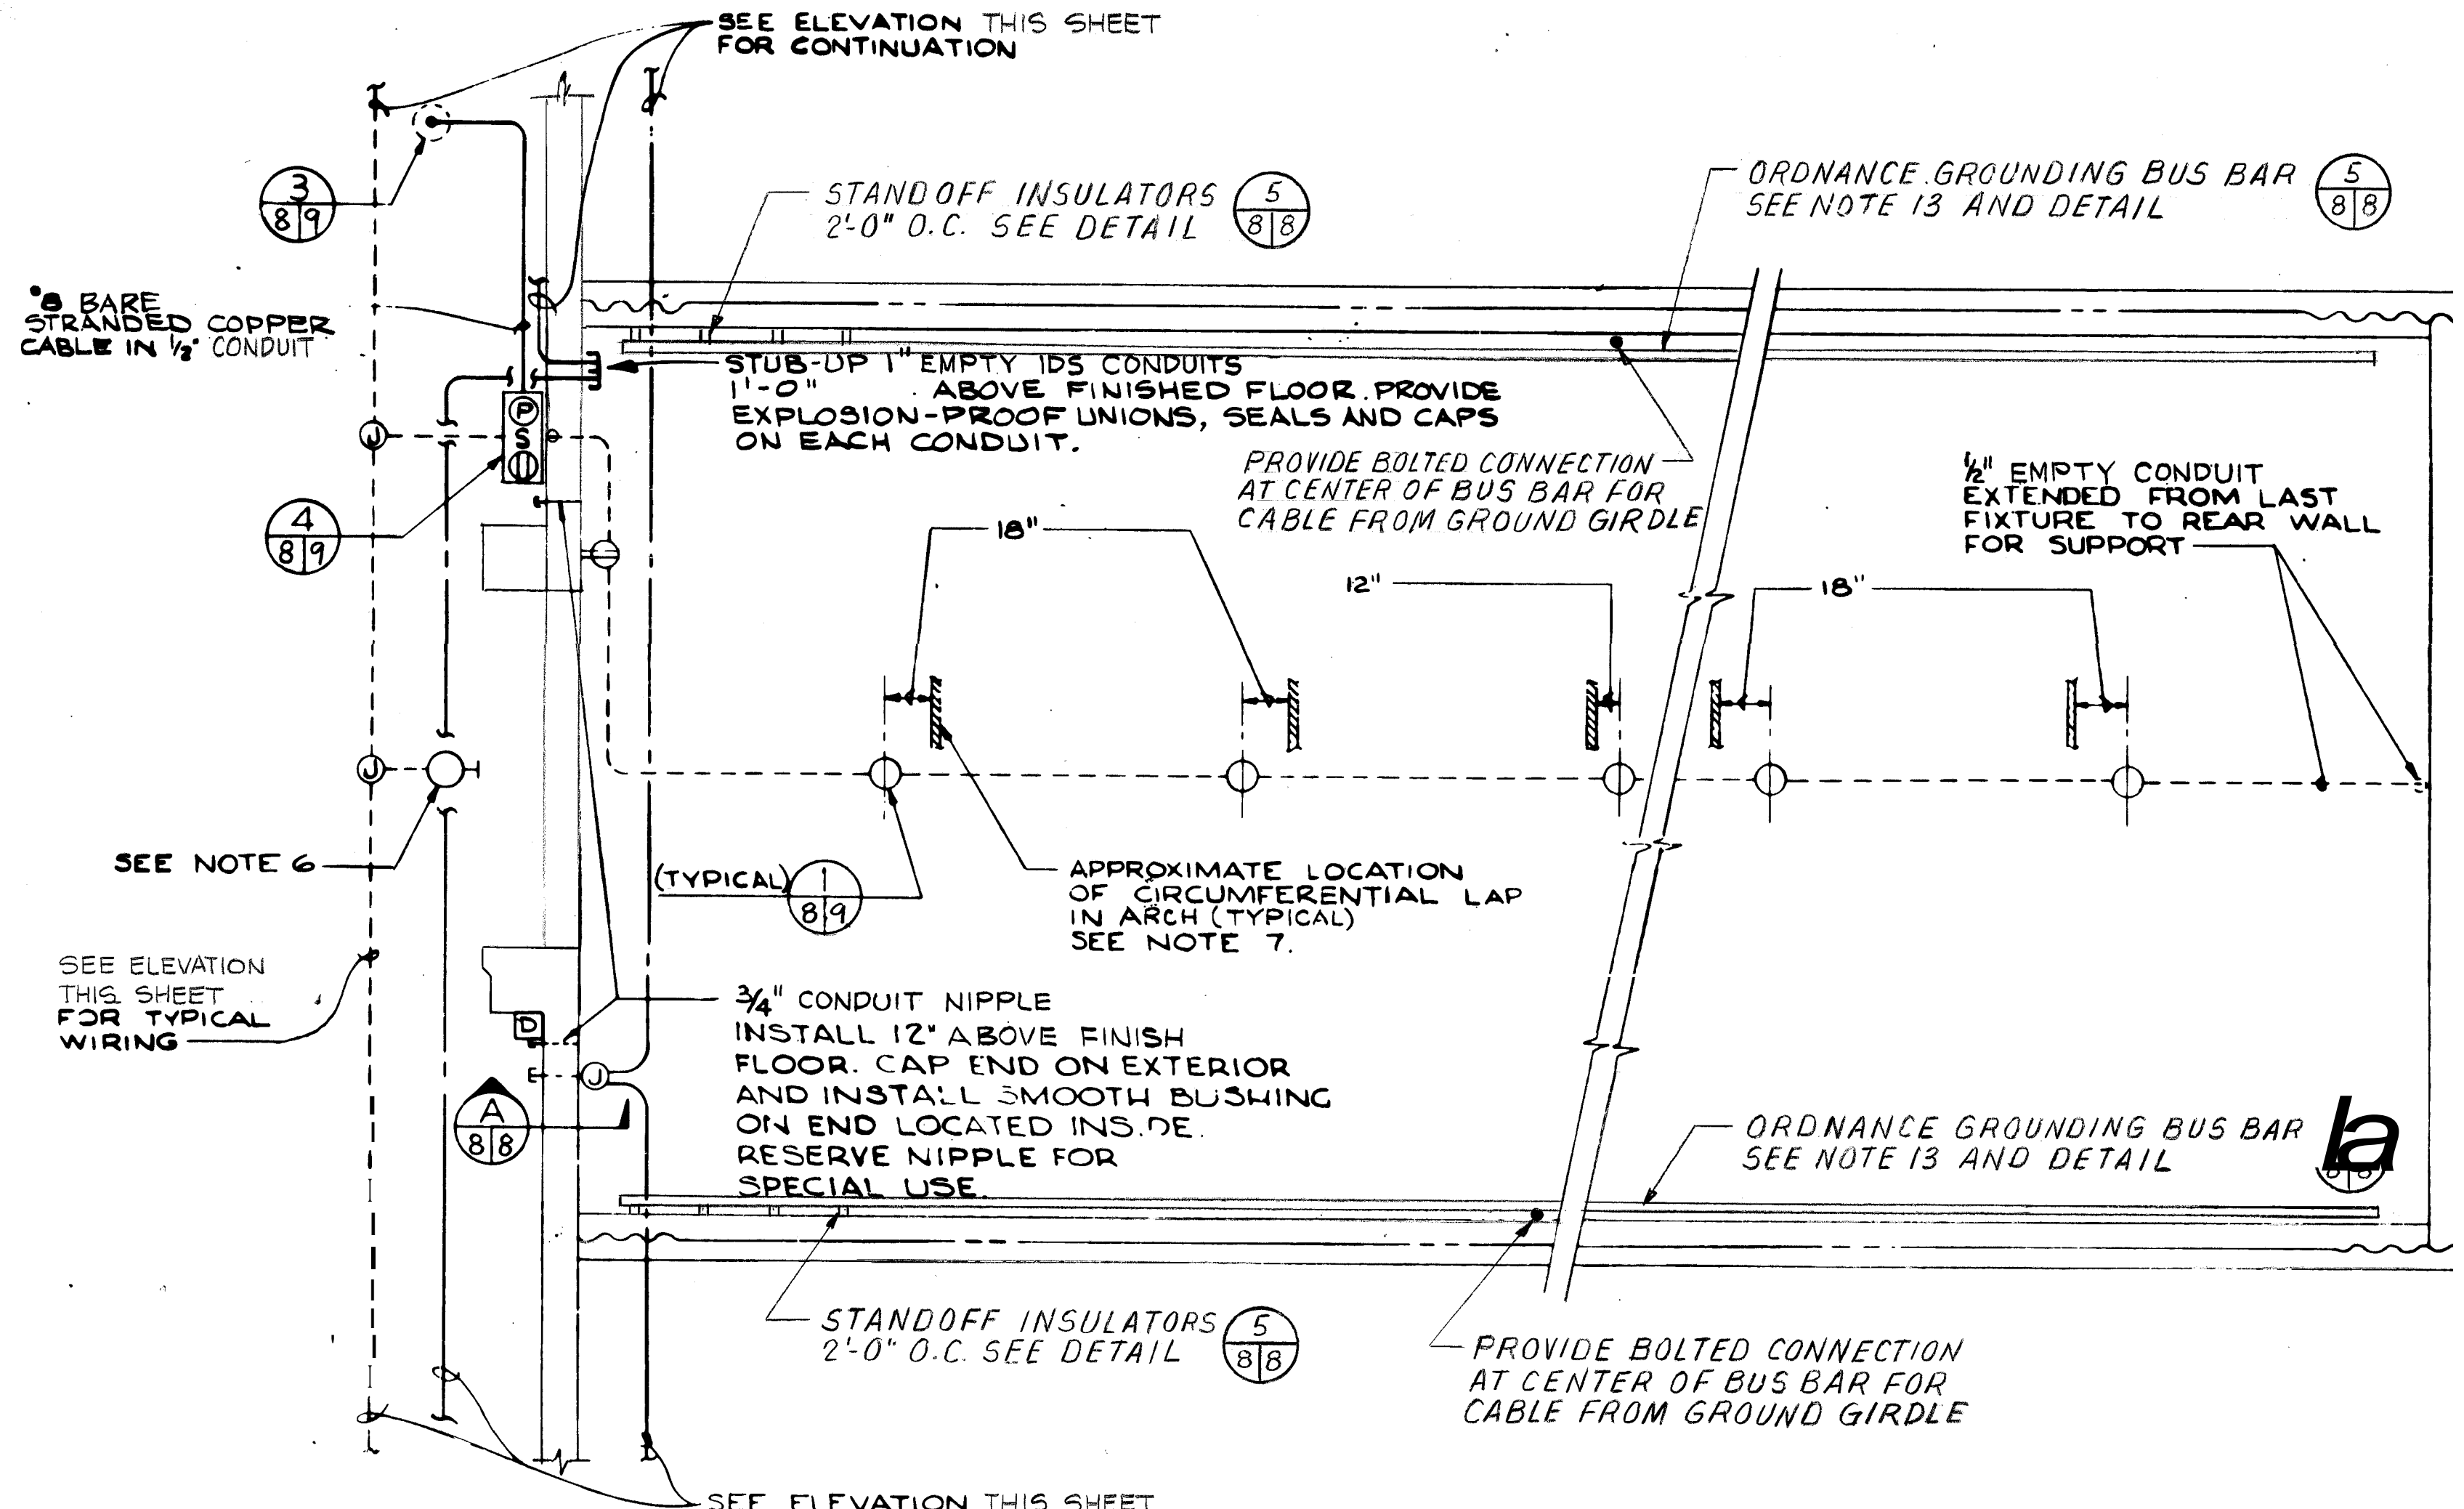 SEE ELEVATION THIS SHEET
FOR CONTINUATION
3
8 9
STANDOFF INSULATORS
2'-0" O.C. SEE DETAIL
5
8 8
ORDNANCE GROUNDING BUS BAR
SEE NOTE 13 AND DETAIL
5
8 8
8 BARE
STRANDED COPPER
CABLE IN 1/2" CONDUIT
STUB-UP 1" EMPTY IDS CONDUITS
1'-0" ABOVE FINISHED FLOOR. PROVIDE
EXPLOSION-PROOF UNIONS, SEALS AND CAPS
ON EACH CONDUIT.
P
S
J
PROVIDE BOLTED CONNECTION
AT CENTER OF BUS BAR FOR
CABLE FROM GROUND GIRDLE
1/2" EMPTY CONDUIT
EXTENDED FROM LAST
FIXTURE TO REAR WALL
FOR SUPPORT
4
8 9
18"
12"
18"
J
SEE NOTE 6
(TYPICAL)
1
8 9
APPROXIMATE LOCATION
OF CIRCUMFERENTIAL LAP
IN ARCH (TYPICAL)
SEE NOTE 7.
SEE ELEVATION
THIS SHEET
FOR TYPICAL
WIRING
3/4" CONDUIT NIPPLE
INSTALL 12" ABOVE FINISH
FLOOR. CAP END ON EXTERIOR
AND INSTALL SMOOTH BUSHING
ON END LOCATED INSIDE.
RESERVE NIPPLE FOR
SPECIAL USE.
D
J
A
8 8
ORDNANCE GROUNDING BUS BAR
SEE NOTE 13 AND DETAIL
1a
STANDOFF INSULATORS
2'-0" O.C. SEE DETAIL
5
8 8
PROVIDE BOLTED CONNECTION
AT CENTER OF BUS BAR FOR
CABLE FROM GROUND GIRDLE
SEE ELEVATION THIS SHEET